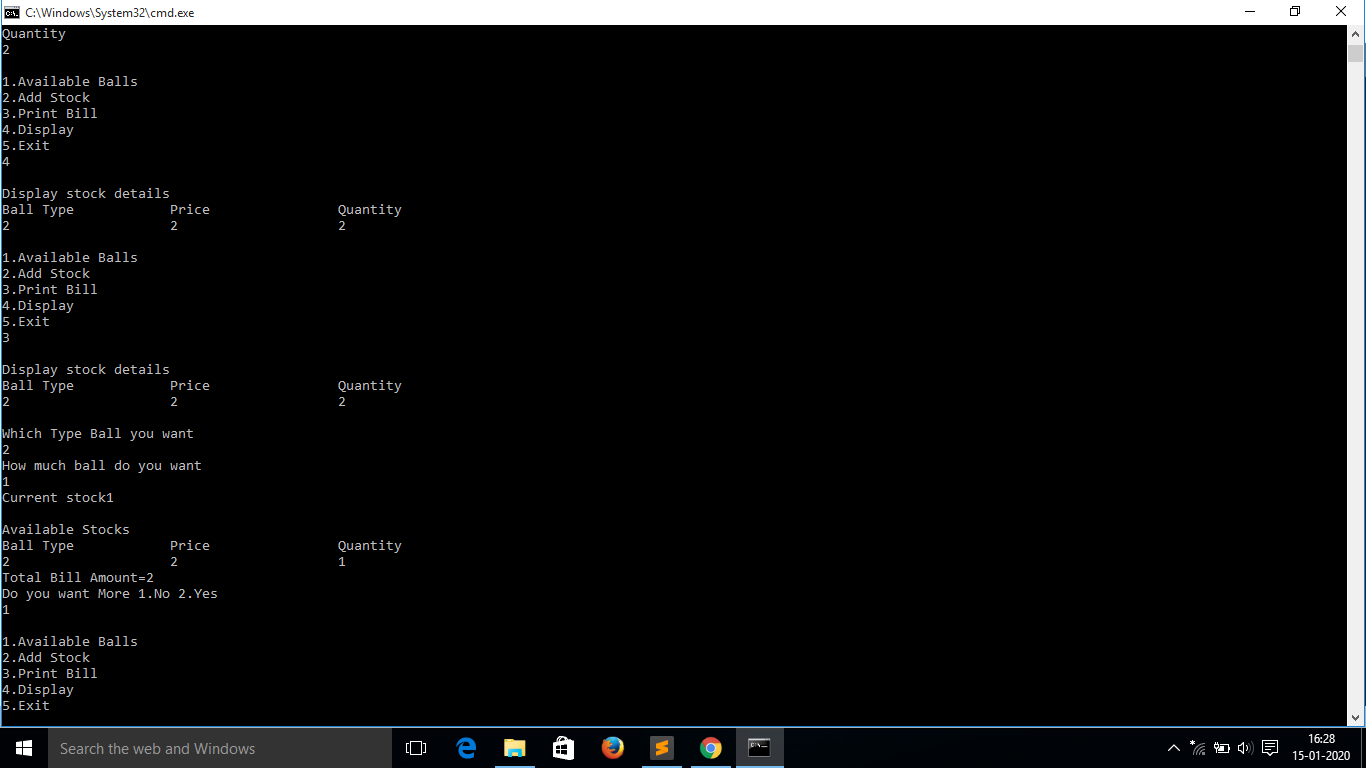 C:\Windows\System32\cmd.exe
Quantity
2
1.Available Balls
2.Add Stock
3.Print Bill
4.Display
5.Exit
4
Display stock details
Ball Type Price Quantity
2 2 2
1.Available Balls
2.Add Stock
3.Print Bill
4.Display
5.Exit
3
Display stock details
Ball Type Price Quantity
2 2 2
Which Type Ball you want
2
How much ball do you want
1
Current stock1
Available Stocks
Ball Type Price Quantity
2 2 1
Total Bill Amount=2
Do you want More 1.No 2.Yes
1
1.Available Balls
2.Add Stock
3.Print Bill
4.Display
5.Exit
Search the web and Windows
16:28
15-01-2020